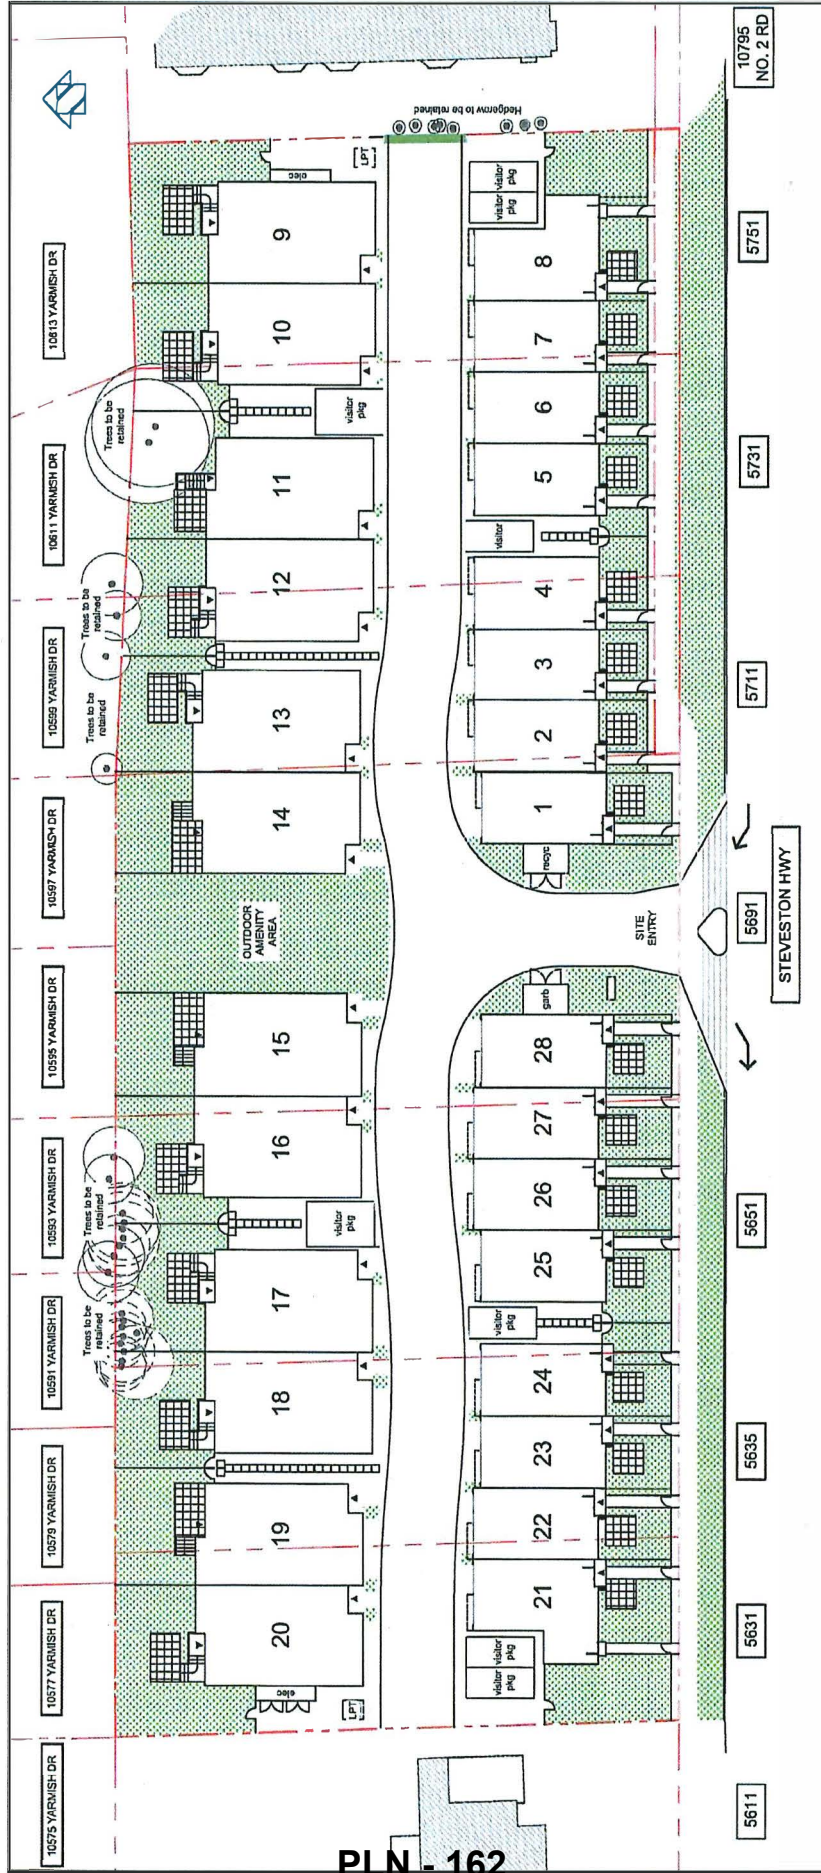 10575 YARMISH DR
10577 YARMISH DR
10579 YARMISH DR
10591 YARMISH DR
10593 YARMISH DR
10595 YARMISH DR
10597 YARMISH DR
10599 YARMISH DR
10611 YARMISH DR
10613 YARMISH DR
Trees to be
retained
Trees to be
retained
Trees to be
retained
Trees to be
retained
Trees to be
retained
20
19
18
17
16
15
OUTDOOR
AMENITY
AREA
14
13
12
11
10
9
elec
elec
LPT
visitor
pkg
visitor
pkg
LPT
Hedgerow to be retained
visitor
pkg
visitor
pkg
visitor
pkg
visitor
visitor
pkg
visitor
pkg
21
22
23
24
25
26
27
28
garb
recyc
1
2
3
4
5
6
7
8
SITE
ENTRY
5611
5631
5635
5651
5691
5711
5731
5751
10795
NO. 2 RD
STEVESTON HWY
PLN - 162